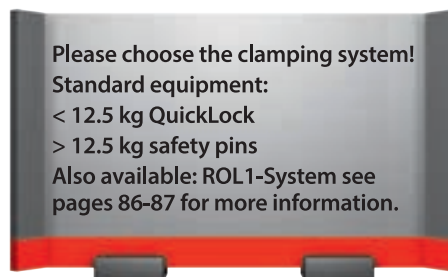 Please choose the clamping system!
Standard equipment:
< 12.5 kg QuickLock
> 12.5 kg safety pins
Also available: ROL1-System see
pages 86-87 for more information.